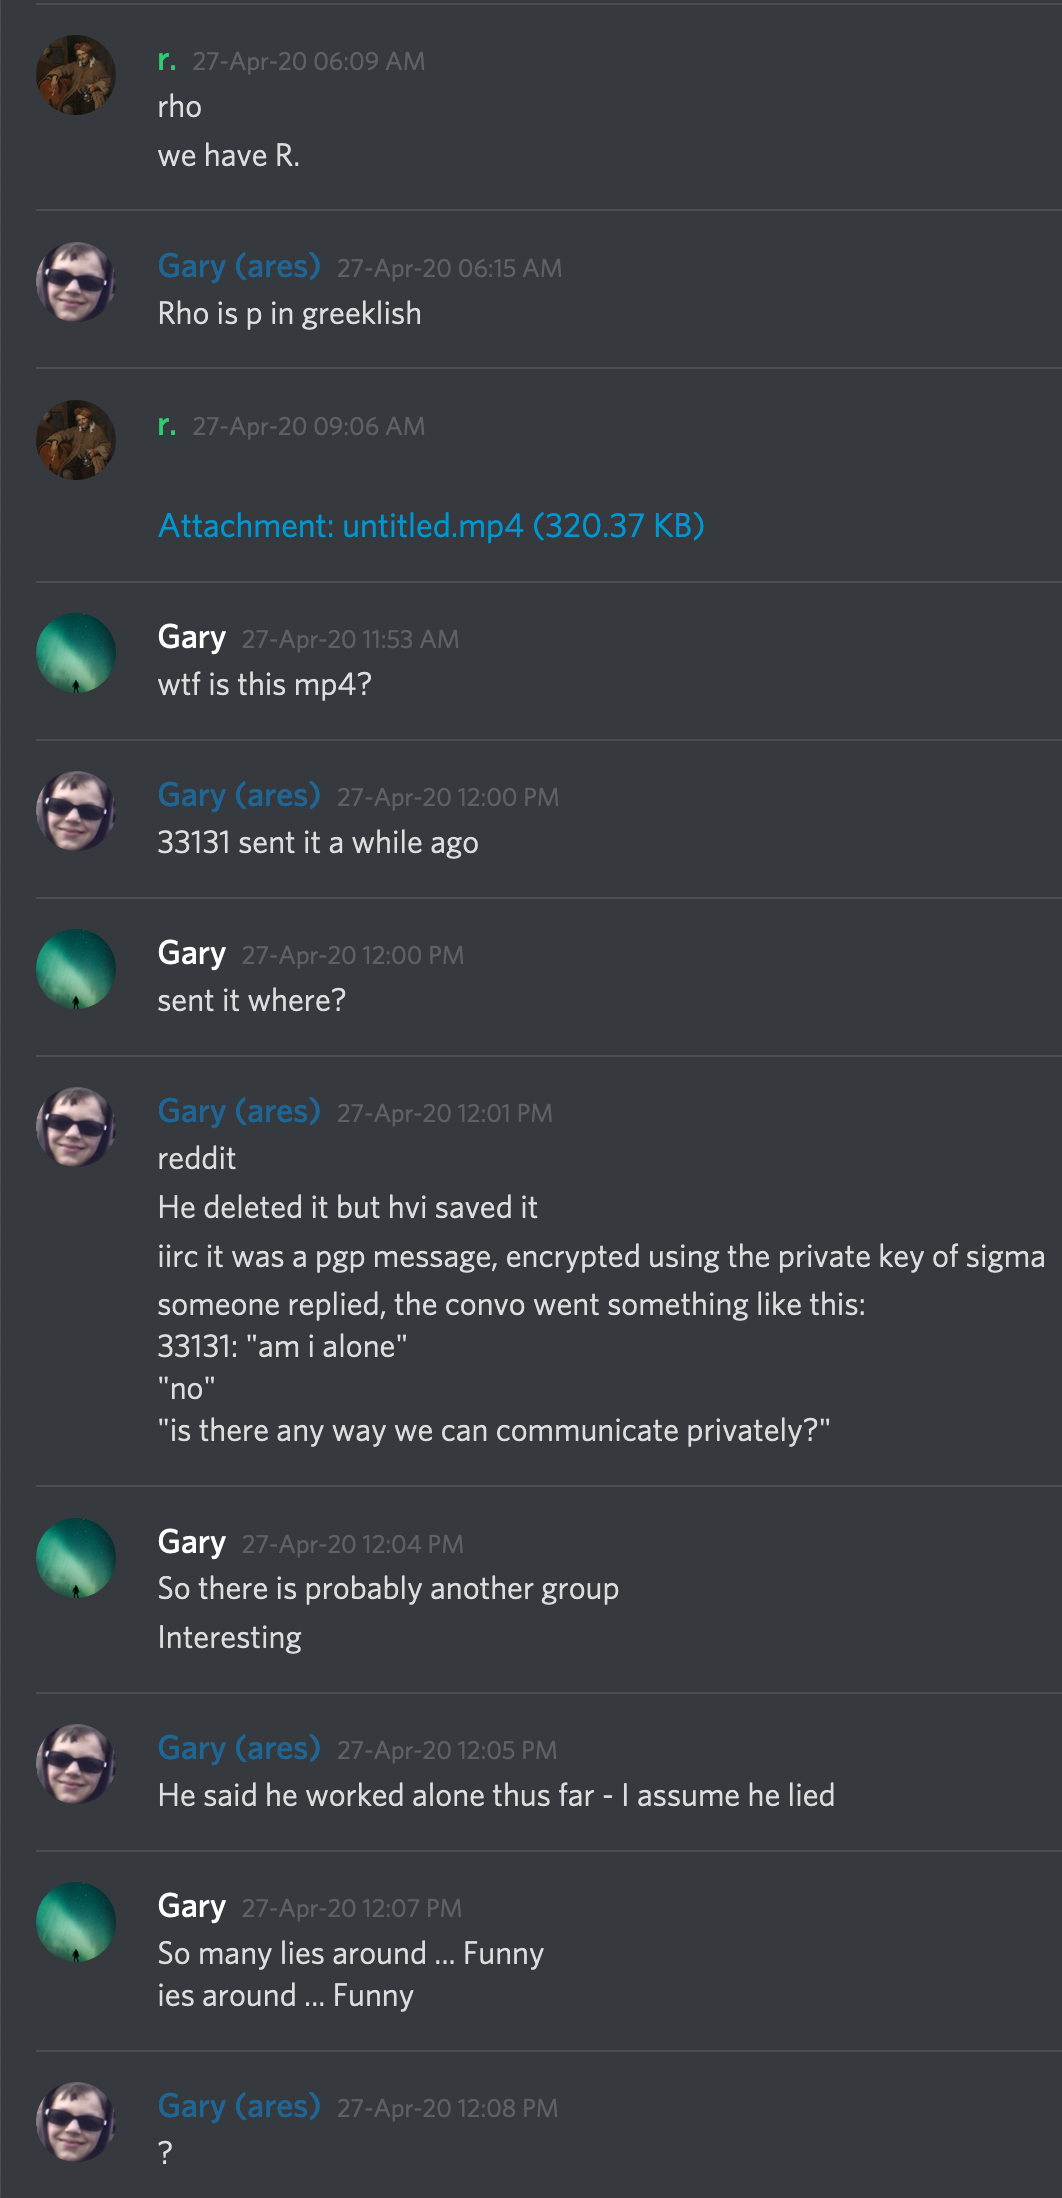 r. 27-Apr-20 06:09 AM
rho
we have R.
Gary (ares) 27-Apr-20 06:15 AM
Rho is p in greeklish
r. 27-Apr-20 09:06 AM
Attachment: untitled.mp4 (320.37 KB)
Gary 27-Apr-20 11:53 AM
wtf is this mp4?
Gary (ares) 27-Apr-20 12:00 PM
33131 sent it a while ago
Gary 27-Apr-20 12:00 PM
sent it where?
Gary (ares) 27-Apr-20 12:01 PM
reddit
He deleted it but hvi saved it
iirc it was a pgp message, encrypted using the private key of sigma
someone replied, the convo went something like this:
33131: "am i alone"
"no"
"is there any way we can communicate privately?"
Gary 27-Apr-20 12:04 PM
So there is probably another group
Interesting
Gary (ares) 27-Apr-20 12:05 PM
He said he worked alone thus far - I assume he lied
Gary 27-Apr-20 12:07 PM
So many lies around ... Funny
ies around ... Funny
Gary (ares) 27-Apr-20 12:08 PM
?